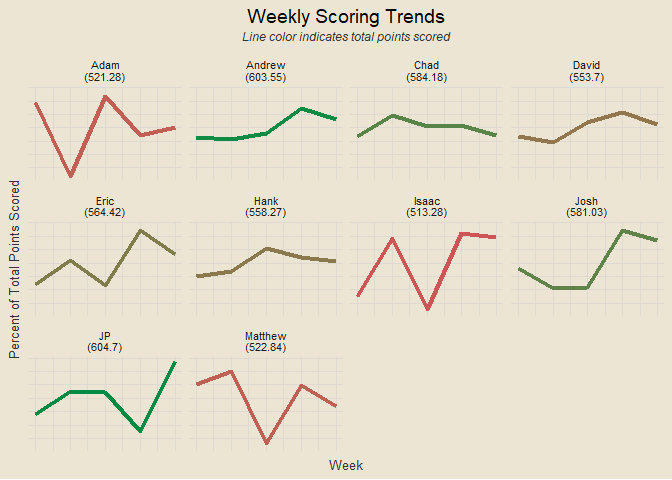 Weekly Scoring Trends
Line color indicates total points scored
Adam
(521.28)
Andrew
(603.55)
Chad
(584.18)
David
(553.7)
Eric
(564.42)
Hank
(558.27)
Isaac
(513.28)
Josh
(581.03)
JP
(604.7)
Matthew
(522.84)
Percent of Total Points Scored
Week